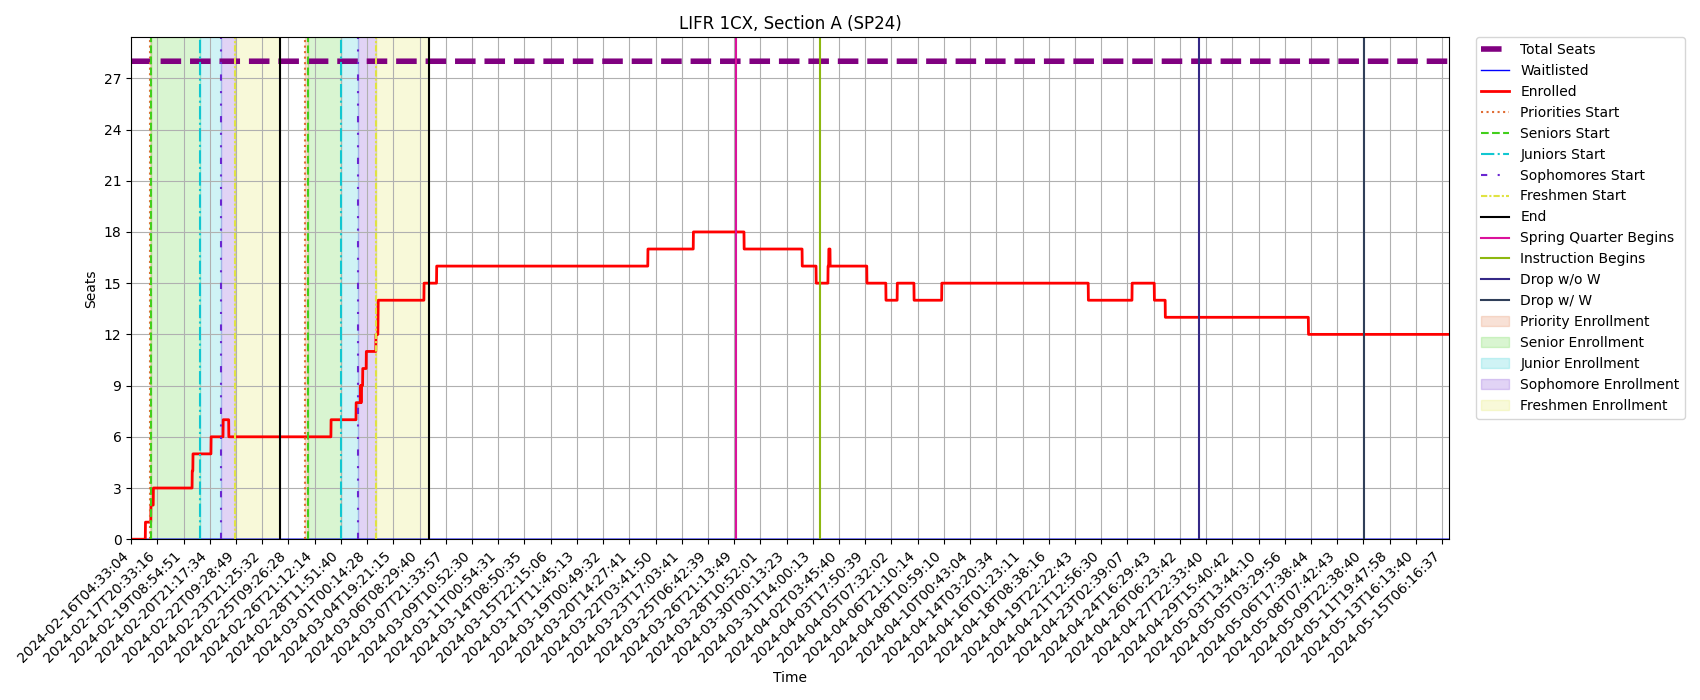 LIFR 1CX, Section A (SP24)
Seats
27
24
21
18
15
12
9
6
3
0
2024-02-16T04:33:04
2024-02-17T20:33:16
2024-02-19T08:54:51
2024-02-20T21:17:34
2024-02-22T09:28:49
2024-02-23T21:25:32
2024-02-25T09:26:28
2024-02-26T21:12:14
2024-02-28T11:51:40
2024-03-01T00:14:28
2024-03-04T19:21:15
2024-03-06T08:29:40
2024-03-07T21:33:57
2024-03-09T10:52:30
2024-03-11T00:54:31
2024-03-14T08:50:35
2024-03-15T22:15:06
2024-03-17T11:45:13
2024-03-19T00:49:32
2024-03-20T14:27:41
2024-03-22T03:41:50
2024-03-23T17:03:41
2024-03-25T06:42:39
2024-03-26T21:13:49
2024-03-28T10:52:01
2024-03-30T00:13:23
2024-03-31T14:00:13
2024-04-02T03:45:40
2024-04-03T17:50:39
2024-04-05T07:32:02
2024-04-06T21:10:14
2024-04-08T10:59:10
2024-04-10T00:43:04
2024-04-14T03:20:34
2024-04-16T01:23:11
2024-04-18T08:38:16
2024-04-19T22:22:43
2024-04-21T12:56:30
2024-04-23T02:39:07
2024-04-24T16:29:43
2024-04-26T06:23:42
2024-04-27T22:33:40
2024-04-29T15:40:42
2024-05-03T13:44:10
2024-05-05T03:29:56
2024-05-06T17:38:44
2024-05-08T07:42:43
2024-05-09T22:38:40
2024-05-11T19:47:58
2024-05-13T16:13:40
2024-05-15T06:16:37
Time
Total Seats
Waitlisted
Enrolled
Priorities Start
Seniors Start
Juniors Start
Sophomores Start
Freshmen Start
End
Spring Quarter Begins
Instruction Begins
Drop w/o W
Drop w/ W
Priority Enrollment
Senior Enrollment
Junior Enrollment
Sophomore Enrollment
Freshmen Enrollment